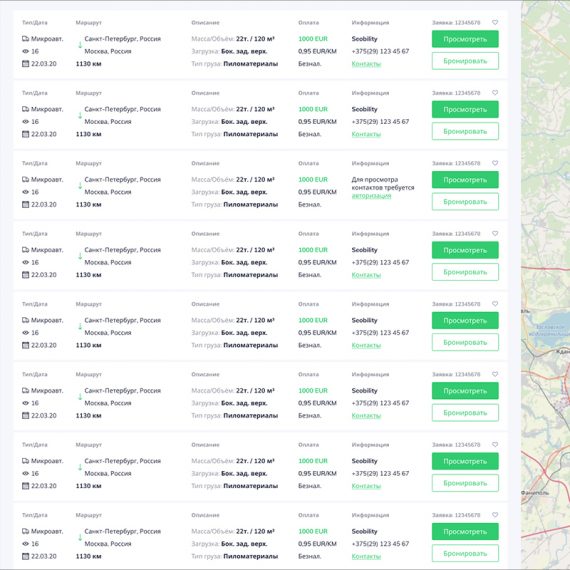 Тип/Дата Маршрут Описание Оплата Информация Заявка: 12345678
Микроавт. Санкт-Петербург, Россия Масса/Объём: 22т. / 120 м³ 1000 EUR Seobility Просмотреть
16 Москва, Россия Загрузка: Бок. зад. верх. 0,95 EUR/KM +375(29) 123 45 67
22.03.20 1130 км Тип груза: Пиломатериалы Безнал. Контакты Бронировать
Тип/Дата Маршрут Описание Оплата Информация Заявка: 12345678
Микроавт. Санкт-Петербург, Россия Масса/Объём: 22т. / 120 м³ 1000 EUR Seobility Просмотреть
16 Москва, Россия Загрузка: Бок. зад. верх. 0,95 EUR/KM +375(29) 123 45 67
22.03.20 1130 км Тип груза: Пиломатериалы Безнал. Контакты Бронировать
Тип/Дата Маршрут Описание Оплата Информация Заявка: 12345678
Микроавт. Санкт-Петербург, Россия Масса/Объём: 22т. / 120 м³ 1000 EUR Для просмотра Просмотреть
16 Москва, Россия Загрузка: Бок. зад. верх. 0,95 EUR/KM контактов требуется
22.03.20 1130 км Тип груза: Пиломатериалы Безнал. авторизация Бронировать
Тип/Дата Маршрут Описание Оплата Информация Заявка: 12345678
Микроавт. Санкт-Петербург, Россия Масса/Объём: 22т. / 120 м³ 1000 EUR Seobility Просмотреть
16 Москва, Россия Загрузка: Бок. зад. верх. 0,95 EUR/KM +375(29) 123 45 67
22.03.20 1130 км Тип груза: Пиломатериалы Безнал. Контакты Бронировать
Тип/Дата Маршрут Описание Оплата Информация Заявка: 12345678
Микроавт. Санкт-Петербург, Россия Масса/Объём: 22т. / 120 м³ 1000 EUR Seobility Просмотреть
16 Москва, Россия Загрузка: Бок. зад. верх. 0,95 EUR/KM +375(29) 123 45 67
22.03.20 1130 км Тип груза: Пиломатериалы Безнал. Контакты Бронировать
Тип/Дата Маршрут Описание Оплата Информация Заявка: 12345678
Микроавт. Санкт-Петербург, Россия Масса/Объём: 22т. / 120 м³ 1000 EUR Seobility Просмотреть
16 Москва, Россия Загрузка: Бок. зад. верх. 0,95 EUR/KM +375(29) 123 45 67
22.03.20 1130 км Тип груза: Пиломатериалы Безнал. Контакты Бронировать
Тип/Дата Маршрут Описание Оплата Информация Заявка: 12345678
Микроавт. Санкт-Петербург, Россия Масса/Объём: 22т. / 120 м³ 1000 EUR Seobility Просмотреть
16 Москва, Россия Загрузка: Бок. зад. верх. 0,95 EUR/KM +375(29) 123 45 67
22.03.20 1130 км Тип груза: Пиломатериалы Безнал. Контакты Бронировать
Фаниполь
Тип/Дата Маршрут Описание Оплата Информация Заявка: 12345678
Микроавт. Санкт-Петербург, Россия Масса/Объём: 22т. / 120 м³ 1000 EUR Seobility Просмотреть
16 Москва, Россия Загрузка: Бок. зад. верх. 0,95 EUR/KM +375(29) 123 45 67
22.03.20 1130 км Тип груза: Пиломатериалы Безнал. Контакты Бронировать